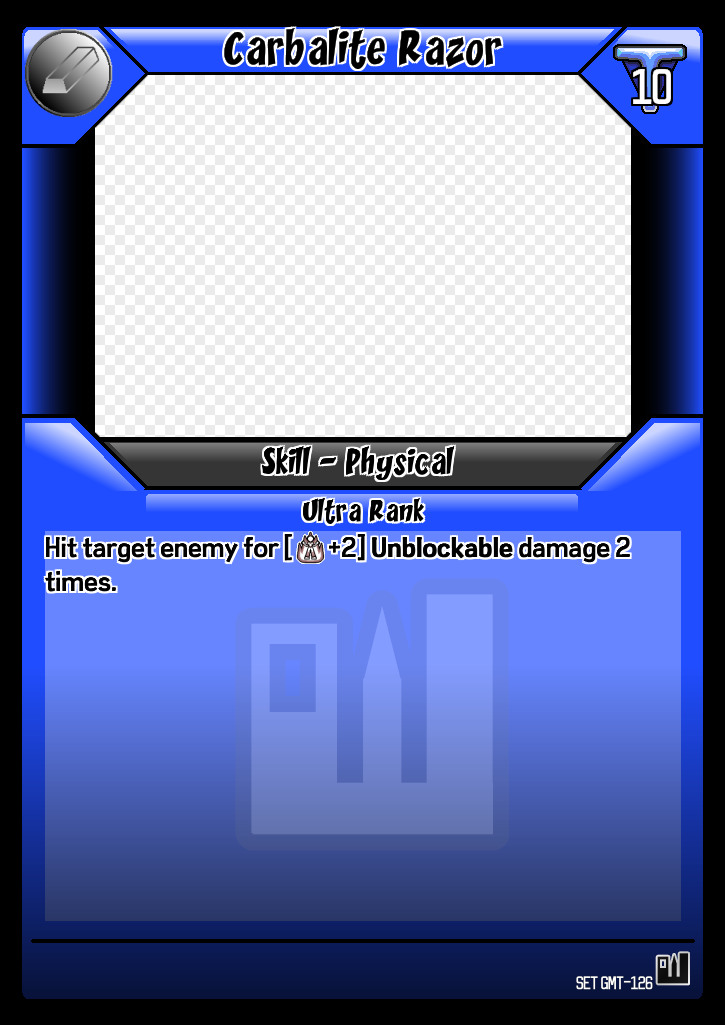 Carbalite Razor
10
Skill - Physical
Ultra Rank
Hit target enemy for [ +2] Unblockable damage 2
times.
SET GMT-126